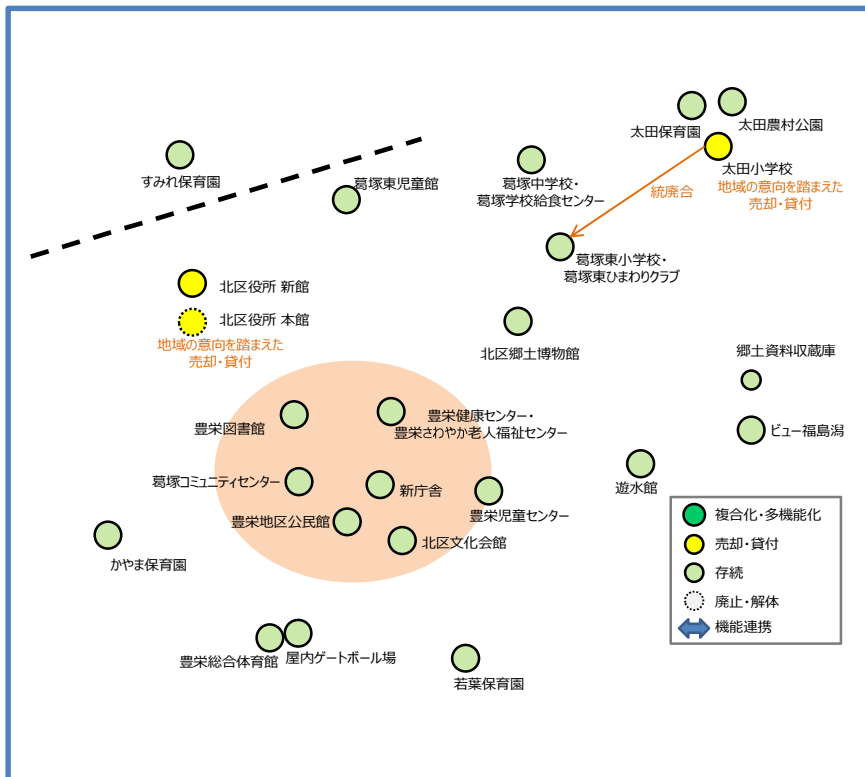 太田保育園
太田農村公園
太田小学校
地域の意向を踏まえた
売却・貸付
すみれ保育園
葛塚東児童館
葛塚中学校・
葛塚学校給食センター
統廃合
葛塚東小学校・
葛塚東ひまわりクラブ
北区役所 新館
北区役所 本館
地域の意向を踏まえた
売却・貸付
北区郷土博物館
郷土資料収蔵庫
ビュー福島潟
豊栄図書館
豊栄健康センター・
豊栄さわやか老人福祉センター
遊水館
葛塚コミュニティセンター
新庁舎
豊栄児童センター
豊栄地区公民館
北区文化会館
かやま保育園
豊栄総合体育館
屋内ゲートボール場
若葉保育園
複合化・多機能化
売却・貸付
存続
廃止・解体
機能連携